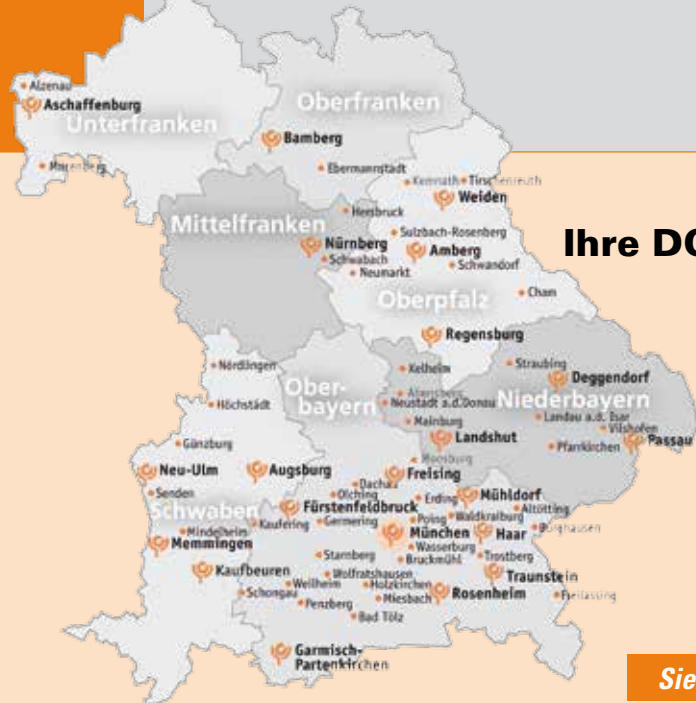 Alzenau
Aschaffenburg
Unterfranken
Oberfranken
Bamberg
Ebermannstadt
Kemnath
Tirschenreuth
Weiden
Mittelfranken
Hersbruck
Sulzbach-Rosenberg
Nürnberg
Amberg
Schwabach
Schwandorf
Neumarkt
Ihre DO
Cham
Oberpfalz
Regensburg
Nördlingen
Kelheim
Straubing
Deggendorf
Ober-
bayern
Abensberg
Neustadt a.d.Donau
Niederbayern
Höchstädt
Mainburg
Landau a.d. Isar
Vilshofen
Landshut
Pfarrkirchen
Passau
Günzburg
Moosburg
Neu-Ulm
Augsburg
Freising
Dachau
Senden
Olching
Erding
Mühldorf
Schwaben
Fürstenfeldbruck
Altötting
Kaufering
Germering
Poing
Waldkraiburg
Burghausen
Mindelheim
München
Haar
Memmingen
Wasserburg
Starnberg
Bruckmühl
Trostberg
Kaufbeuren
Wolfratshausen
Traunstein
Weilheim
Holzkirchen
Schongau
Miesbach
Rosenheim
Freilassing
Penzberg
Bad Tölz
Garmisch-
Partenkirchen
Sie